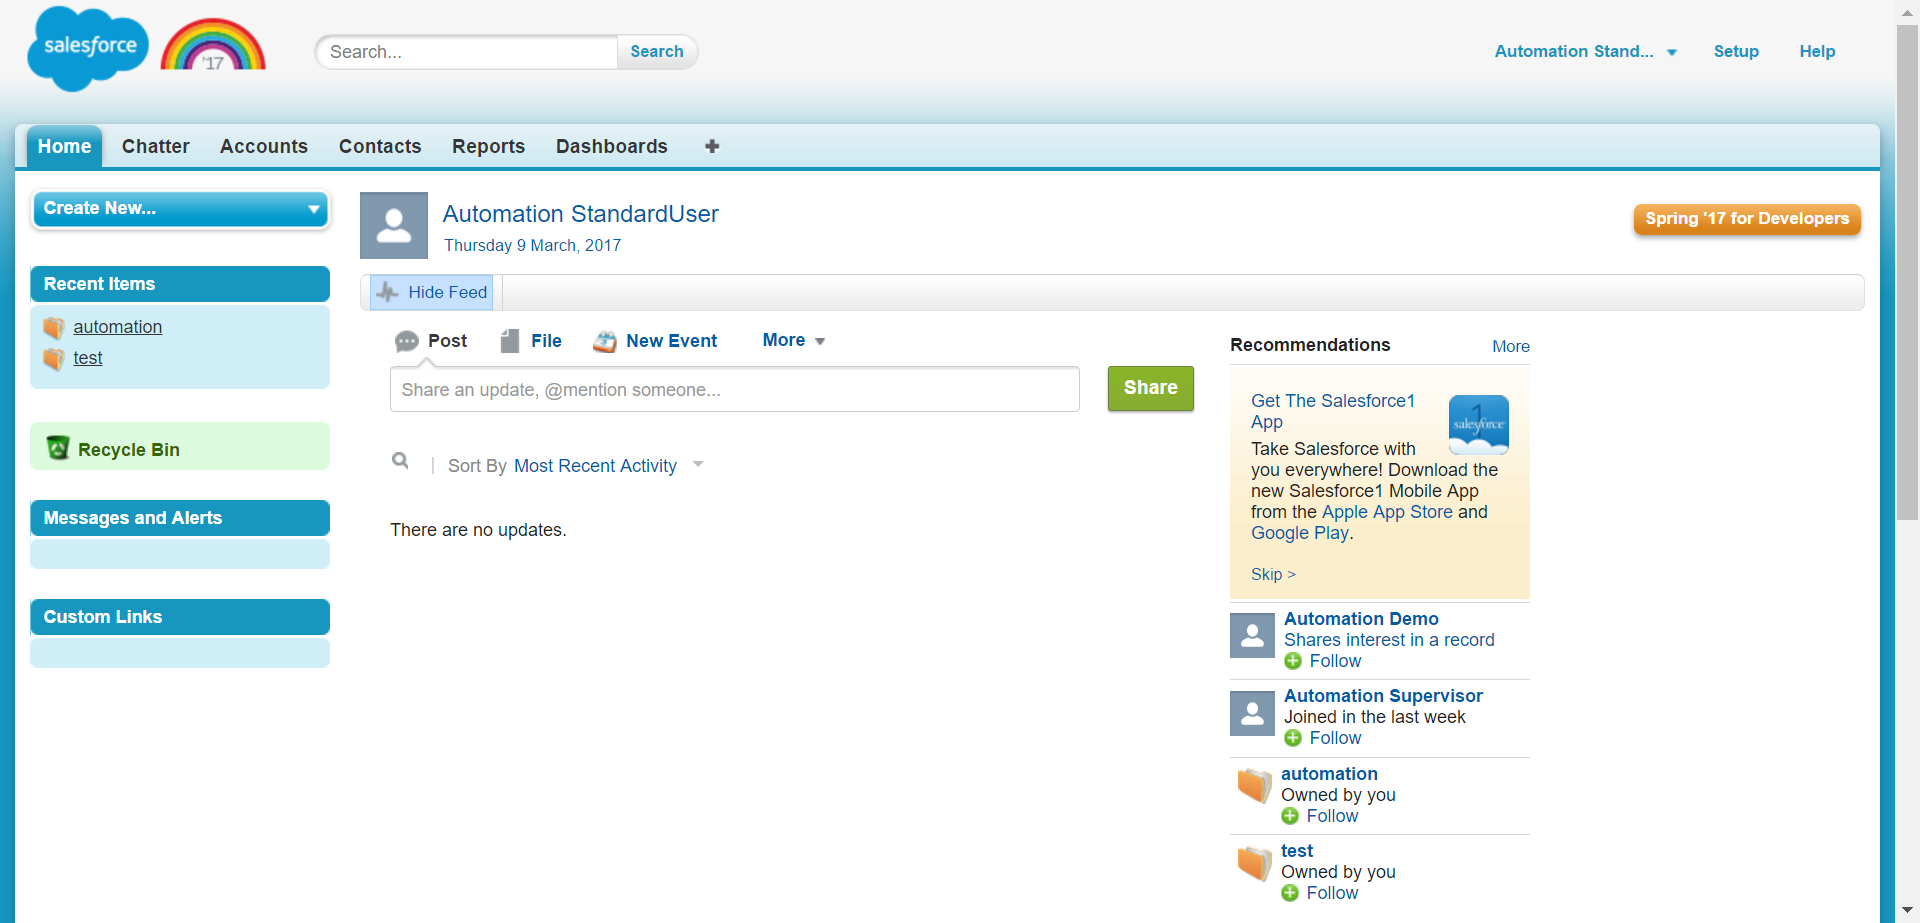 salesforce
'17
Search...
Search
Automation Stand...
Setup
Help
Home
Chatter
Accounts
Contacts
Reports
Dashboards
Create New...
Recent Items
automation
test
Recycle Bin
Messages and Alerts
Custom Links
Automation StandardUser
Thursday 9 March, 2017
Spring '17 for Developers
Hide Feed
Post
File
New Event
More
Share an update, @mention someone...
Share
Sort By Most Recent Activity
There are no updates.
Recommendations
More
Get The Salesforce1
App
1
salesforce
Take Salesforce with
you everywhere! Download the
new Salesforce1 Mobile App
from the Apple App Store and
Google Play.
Skip >
Automation Demo
Shares interest in a record
Follow
Automation Supervisor
Joined in the last week
Follow
automation
Owned by you
Follow
test
Owned by you
Follow